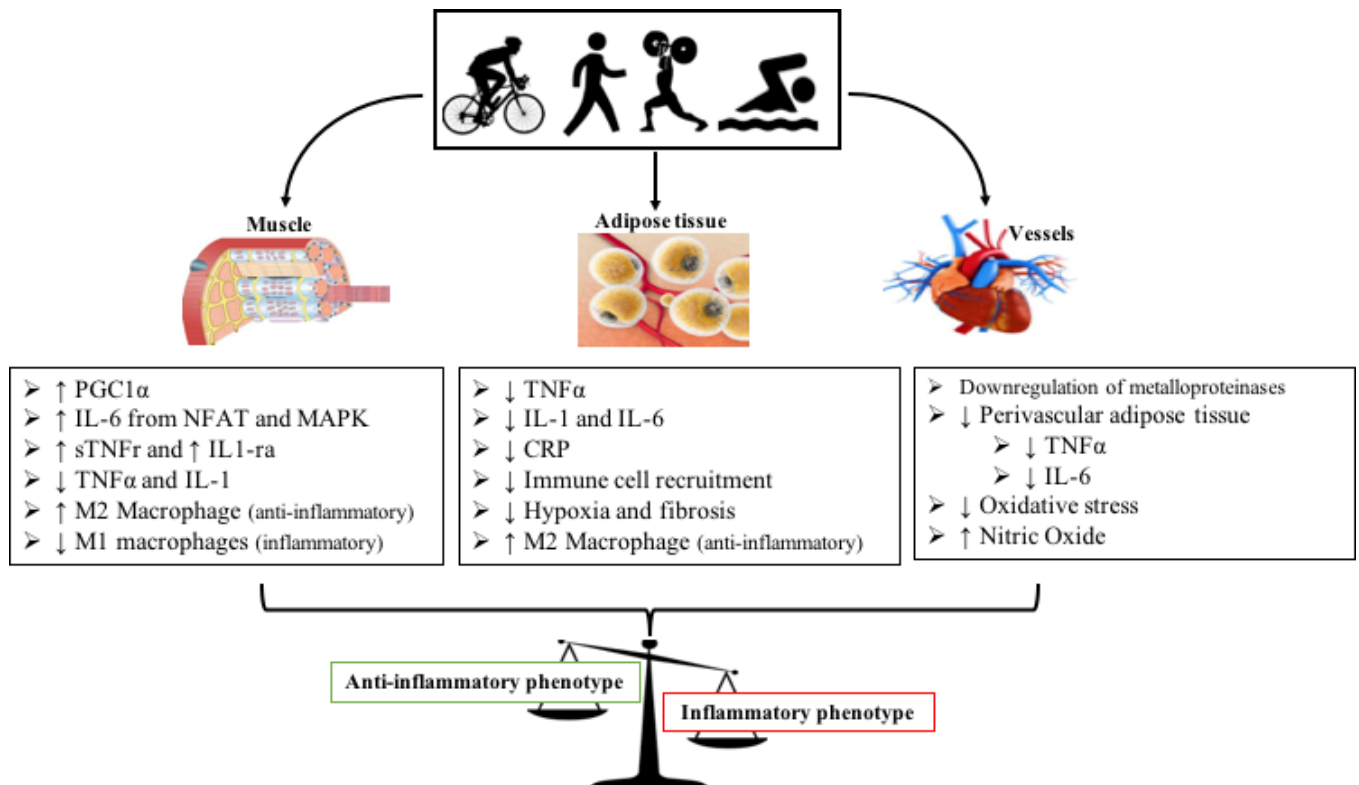 Muscle
Adipose tissue
Vessels
➢ ↑ PGC1α
➢ ↑ IL-6 from NFAT and MAPK
➢ ↑ sTNFr and ↑ IL1-ra
➢ ↓ TNFα and IL-1
➢ ↑ M2 Macrophage (anti-inflammatory)
➢ ↓ M1 macrophages (inflammatory)
➢ ↓ TNFα
➢ ↓ IL-1 and IL-6
➢ ↓ CRP
➢ ↓ Immune cell recruitment
➢ ↓ Hypoxia and fibrosis
➢ ↑ M2 Macrophage (anti-inflammatory)
➢ Downregulation of metalloproteinases
➢ ↓ Perivascular adipose tissue
➢ ↓ TNFα
➢ ↓ IL-6
➢ ↓ Oxidative stress
➢ ↑ Nitric Oxide
Anti-inflammatory phenotype
Inflammatory phenotype